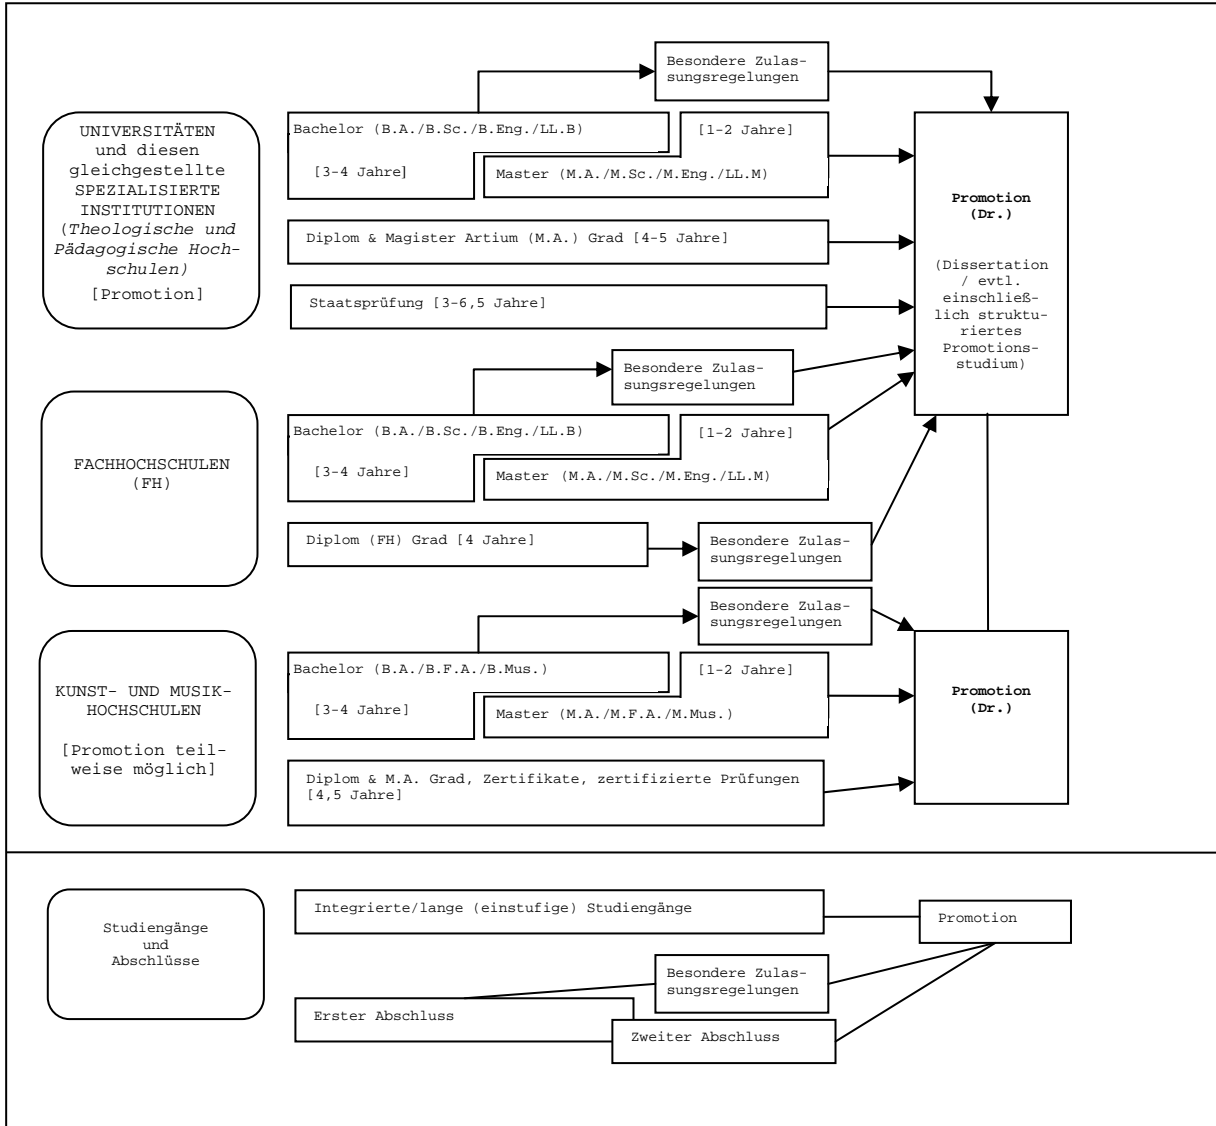 Besondere Zulas-
sungsregelungen
UNIVERSITÄTEN
und diesen
gleichgestellte
SPEZIALISIERTE
INSTITUTIONEN
(Theologische und
Pädagogische Hoch-
schulen)
[Promotion]
Bachelor (B.A./B.Sc./B.Eng./LL.B)
[3-4 Jahre]
[1-2 Jahre]
Master (M.A./M.Sc./M.Eng./LL.M)
Diplom & Magister Artium (M.A.) Grad [4-5 Jahre]
Staatsprüfung [3-6,5 Jahre]
Promotion
(Dr.)
(Dissertation
/ evtl.
einschließ-
lich struktu-
riertes
Promotions-
studium)
FACHHOCHSCHULEN
(FH)
Besondere Zulas-
sungsregelungen
Bachelor (B.A./B.Sc./B.Eng./LL.B)
[3-4 Jahre]
[1-2 Jahre]
Master (M.A./M.Sc./M.Eng./LL.M)
Diplom (FH) Grad [4 Jahre]
Besondere Zulas-
sungsregelungen
KUNST- UND MUSIK-
HOCHSCHULEN
[Promotion teil-
weise möglich]
Besondere Zulas-
sungsregelungen
Bachelor (B.A./B.F.A./B.Mus.)
[3-4 Jahre]
[1-2 Jahre]
Master (M.A./M.F.A./M.Mus.)
Diplom & M.A. Grad, Zertifikate, zertifizierte Prüfungen
[4,5 Jahre]
Promotion
(Dr.)
Studiengänge
und
Abschlüsse
Integrierte/lange (einstufige) Studiengänge
Promotion
Besondere Zulas-
sungsregelungen
Erster Abschluss
Zweiter Abschluss